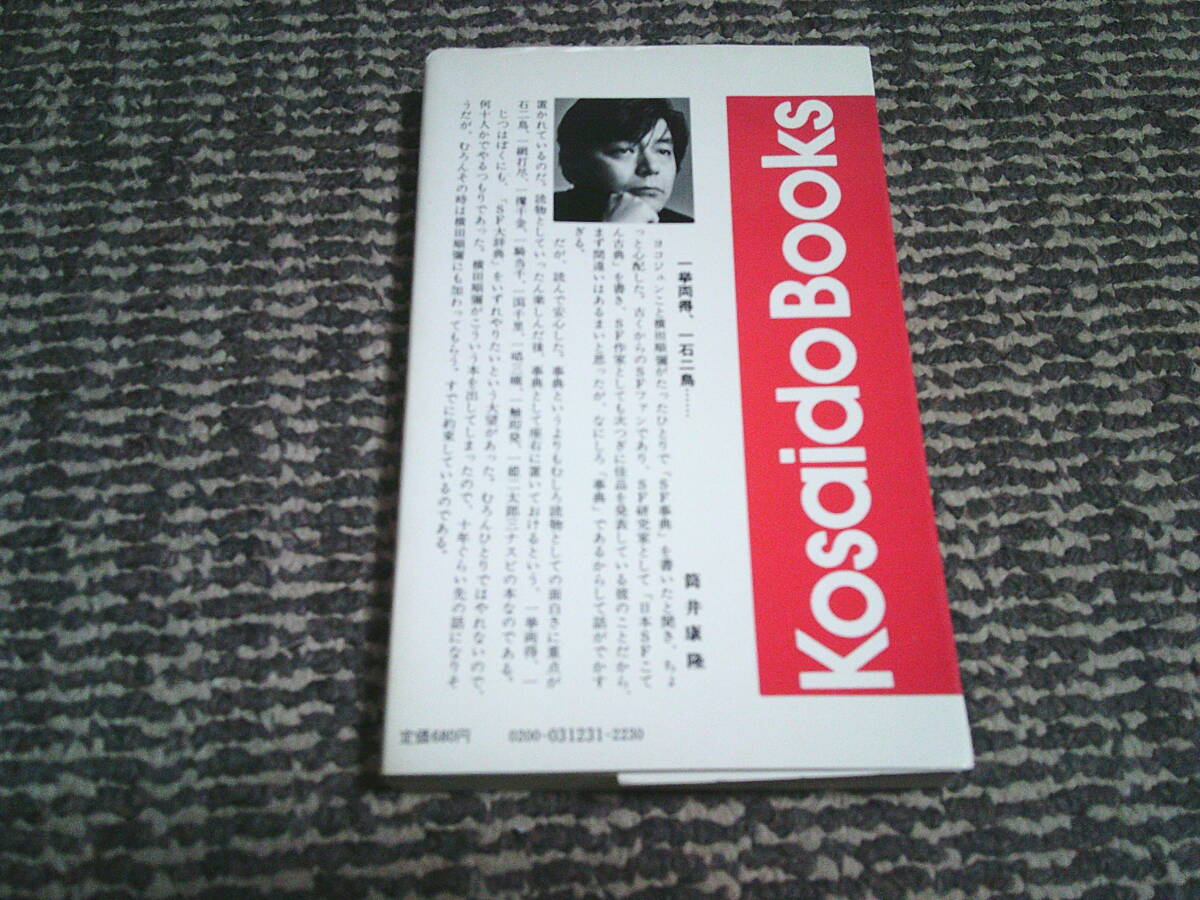 Kosaido Books
一挙両得、一石二鳥……
筒井康隆
ヨコジュンこと横田順彌がたったひとりで「SF事典」を書いたと聞き、ちょ
っと心配した。古くからのSFファンであり、SF研究家として「日本SFこて
ん古典」を書き、SF作家としても次つぎに佳品を発表している彼のことだから、
まず間違いはあるまいと思ったが、なにしろ「事典」であるからして話がでかす
ぎる。
だが、読んで安心した。事典というよりもむしろ読物としての面白さに重点が
置かれているのだ。読物としていったん楽しんだ後、事典として座右に置いておけるという、一挙両得、一
石二鳥、一網打尽、一攫千金、一騎当千、一瀉千里、一唱三嘆、一触即発、一姫二太郎三ナスビの本なのである。
じつはぼくにも、「SF大辞典」をいずれやりたいという大望があった。むろんひとりではやれないので、
何十人かでやるつもりであった。横田順彌がこういう本を出してしまったので、十年ぐらい先の話になりそ
うだが、むろんその時は横田順彌にも加わってもらう。すでに約束しているのである。
定価680円
0200-031231-2230